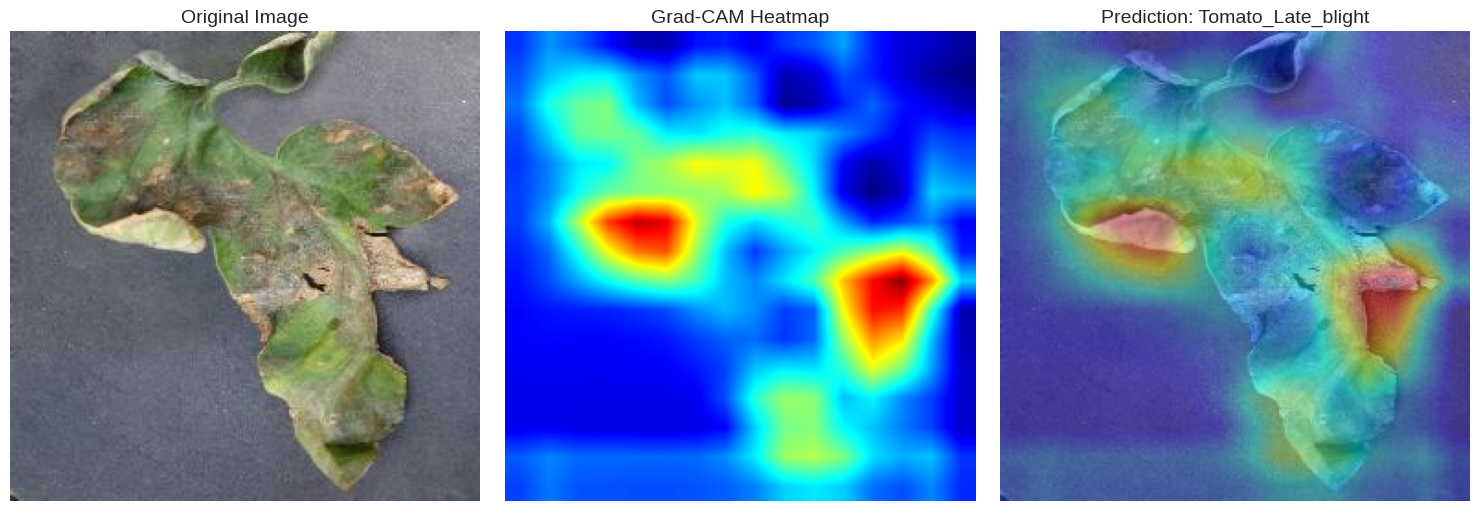 Original Image
Grad-CAM Heatmap
Prediction: Tomato_Late_blight